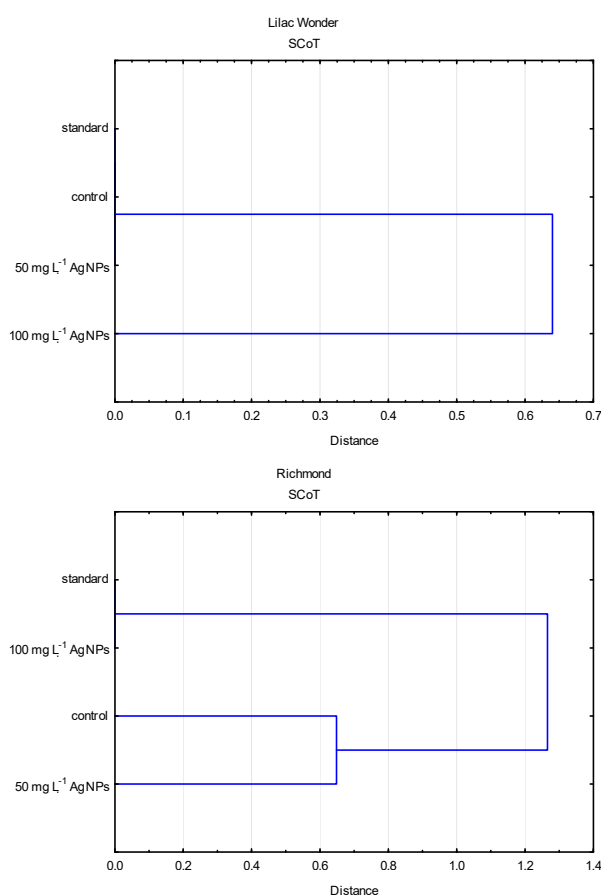 Lilac Wonder
SCoT
standard
control
50 mg L⁻¹ AgNPs
100 mg L⁻¹ AgNPs
0.0 0.1 0.2 0.3 0.4 0.5 0.6 0.7
Distance
Richmond
SCoT
standard
100 mg L⁻¹ AgNPs
control
50 mg L⁻¹ AgNPs
0.0 0.2 0.4 0.6 0.8 1.0 1.2 1.4
Distance